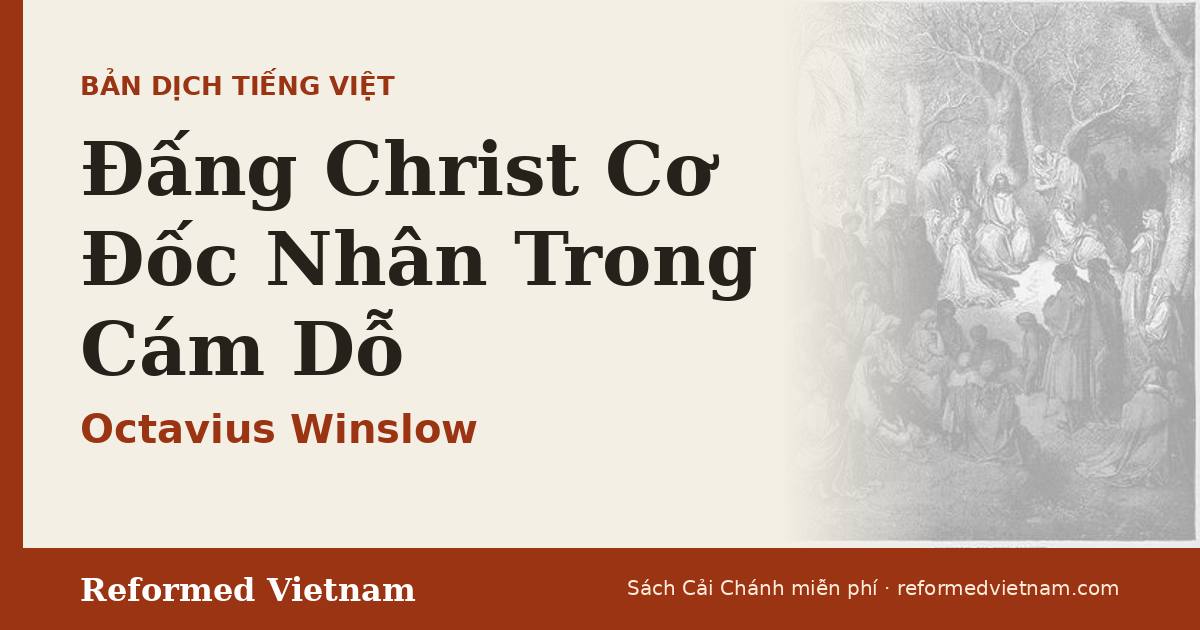 BẢN DỊCH TIẾNG VIỆT
Đấng Christ Cơ
Đốc Nhân Trong
Cám Dỗ
Octavius Winslow
Reformed Vietnam
Sách Cải Chánh miễn phí · reformedvietnam.com